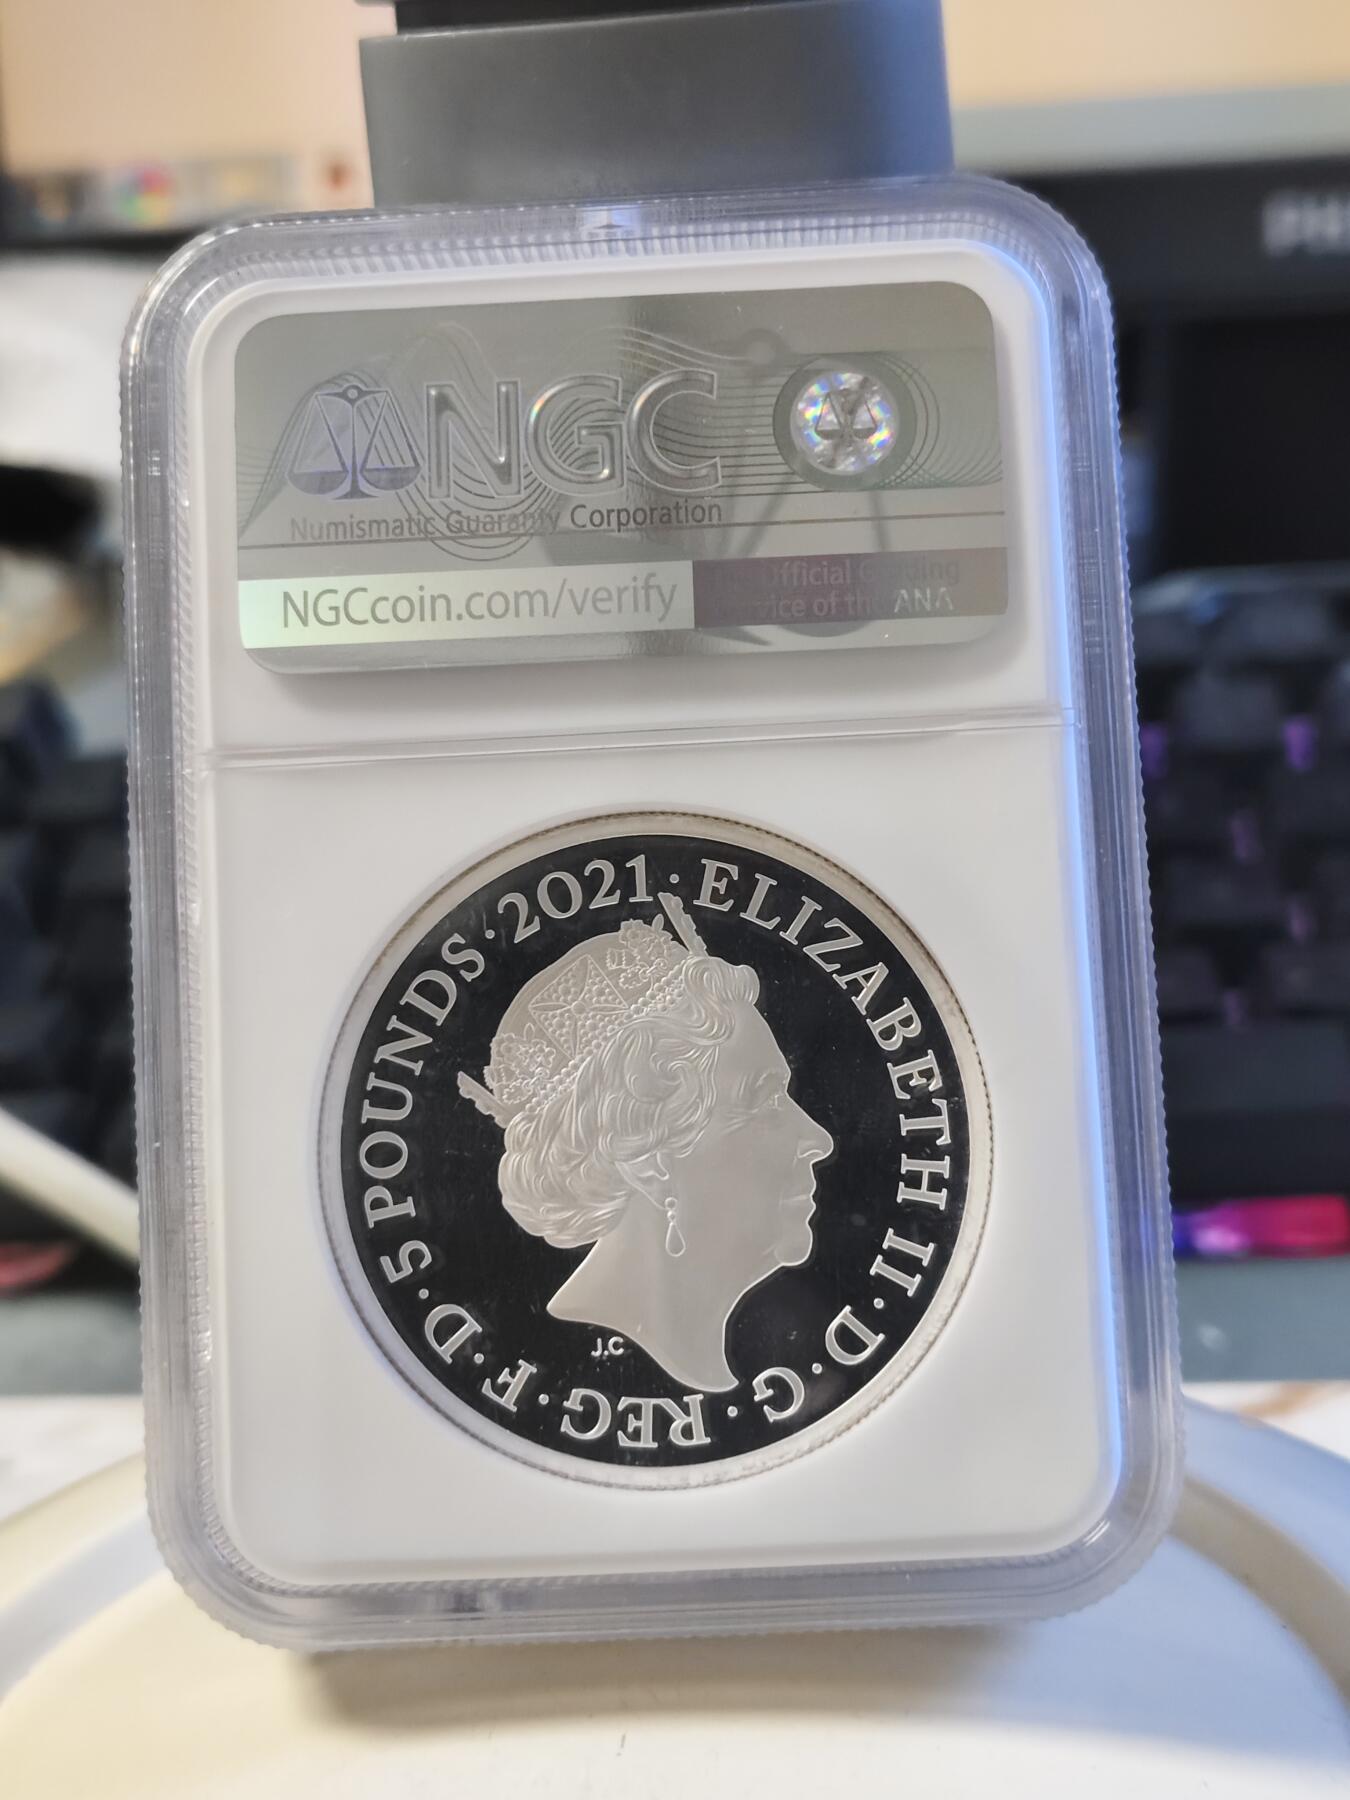 NGC
Numismatic Guaranty Corporation
NGCcoin.com/verify
Official Grading
Service of the ANA
ELIZABETH II · D · G · REG · F · D · 5 POUNDS · 2021 ·
J.C